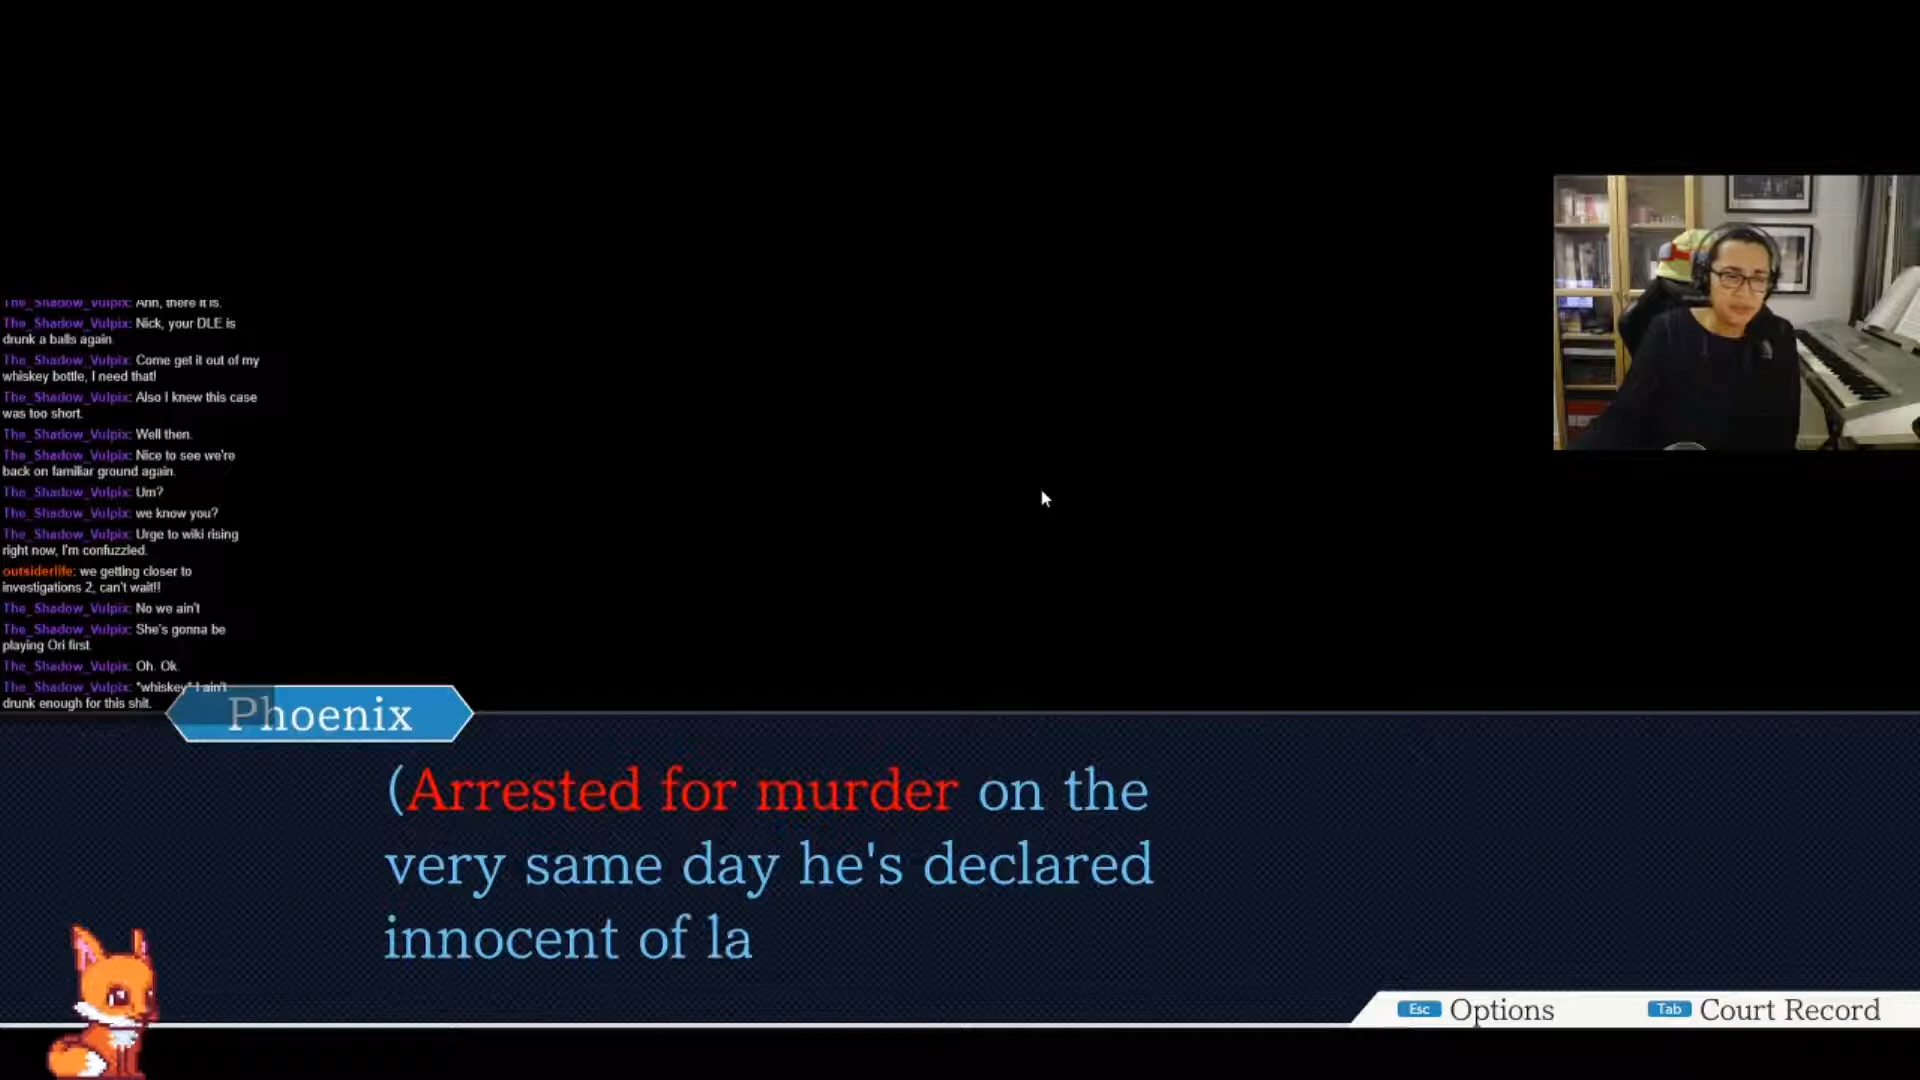 The_Shadow_Vulpix: Ahh, there it is.
The_Shadow_Vulpix: Nick, your DLE is
drunk a balls again.
The_Shadow_Vulpix: Come get it out of my
whiskey bottle, I need that!
The_Shadow_Vulpix: Also I knew this case
was too short.
The_Shadow_Vulpix: Well then.
The_Shadow_Vulpix: Nice to see we're
back on familiar ground again.
The_Shadow_Vulpix: Um?
The_Shadow_Vulpix: we know you?
The_Shadow_Vulpix: Urge to wiki rising
right now, I'm confuzzled.
outsiderlife: we getting closer to
investigations 2, can't wait!!
The_Shadow_Vulpix: No we ain't
The_Shadow_Vulpix: She's gonna be
playing Ori first.
The_Shadow_Vulpix: Oh. Ok.
The_Shadow_Vulpix: *whiskey* I ain't
drunk enough for this shit.
Phoenix
(Arrested for murder on the
very same day he's declared
innocent of la
Esc Options
Tab Court Record